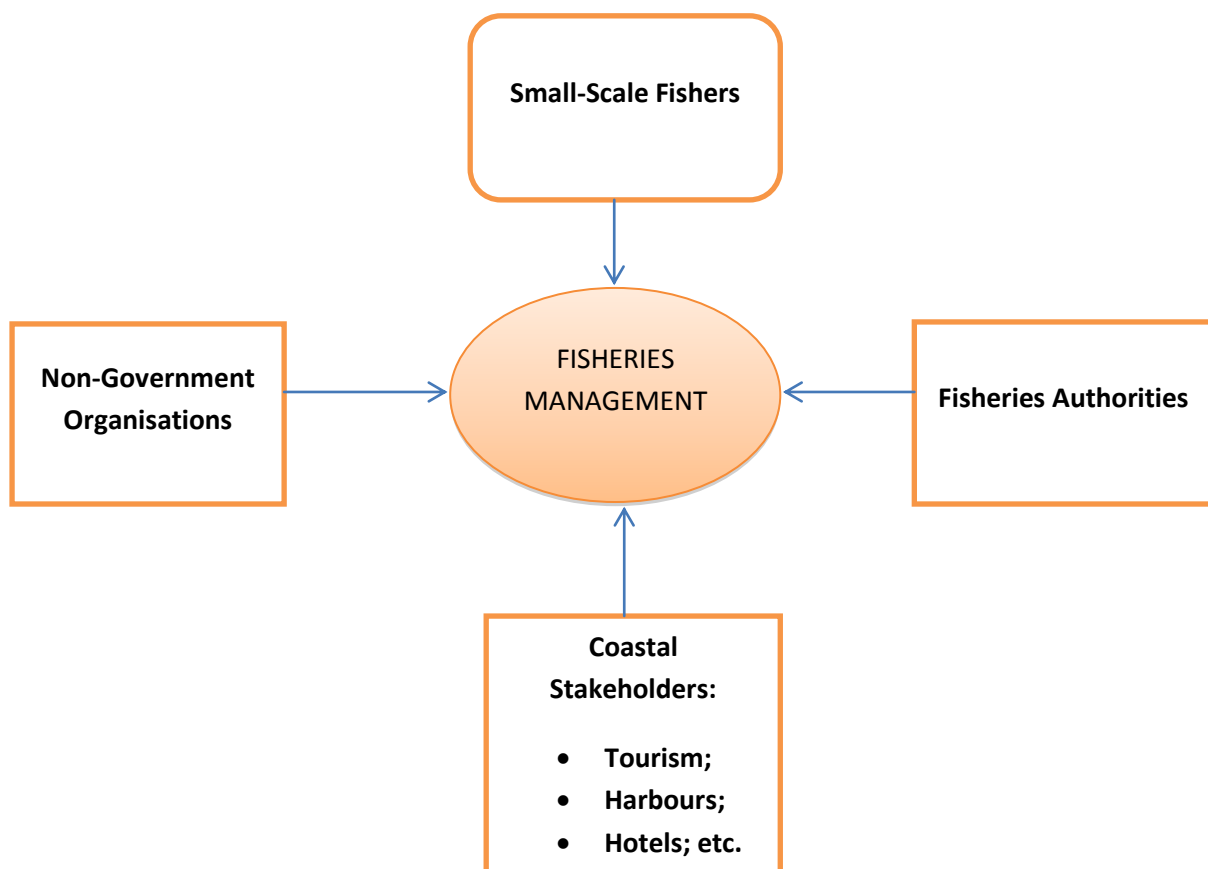 Small-Scale Fishers
Non-Government
Organisations
FISHERIES
MANAGEMENT
Fisheries Authorities
Coastal
Stakeholders:
• Tourism;
• Harbours;
• Hotels; etc.